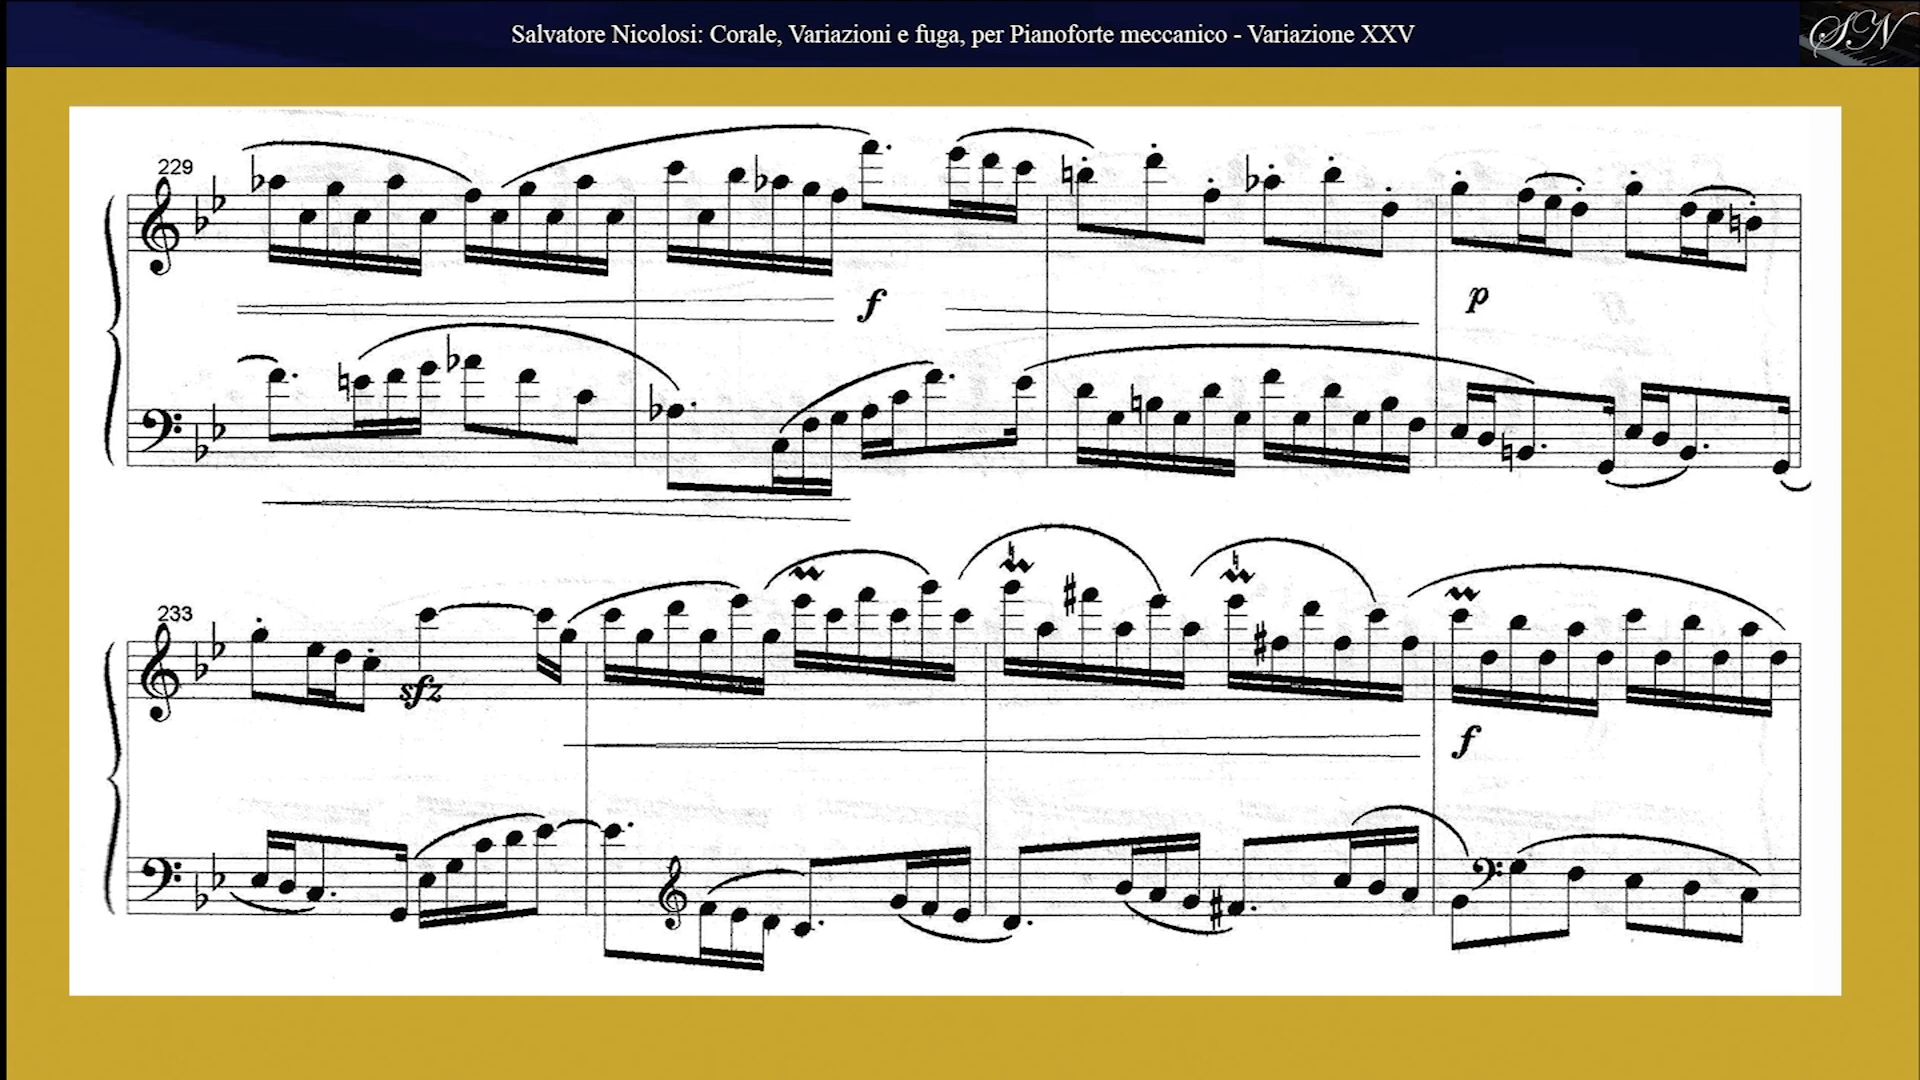 Salvatore Nicolosi: Corale, Variazioni e fuga, per Pianoforte meccanico - Variazione XXV
SN
229
f
p
233
sfz
f